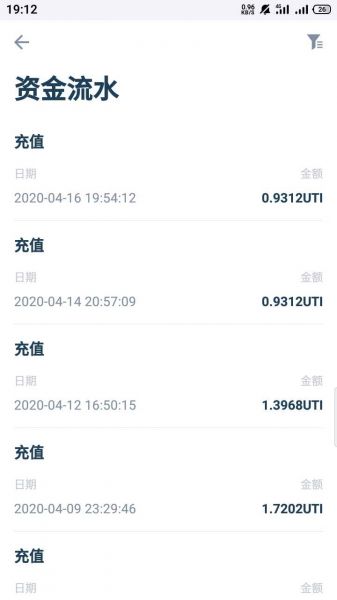 19:12 0.96 KB/S 4G 26
资金流水
充值
日期 金额
2020-04-16 19:54:12 0.9312UTI
充值
日期 金额
2020-04-14 20:57:09 0.9312UTI
充值
日期 金额
2020-04-12 16:50:15 1.3968UTI
充值
日期 金额
2020-04-09 23:29:46 1.7202UTI
充值
日期 金额